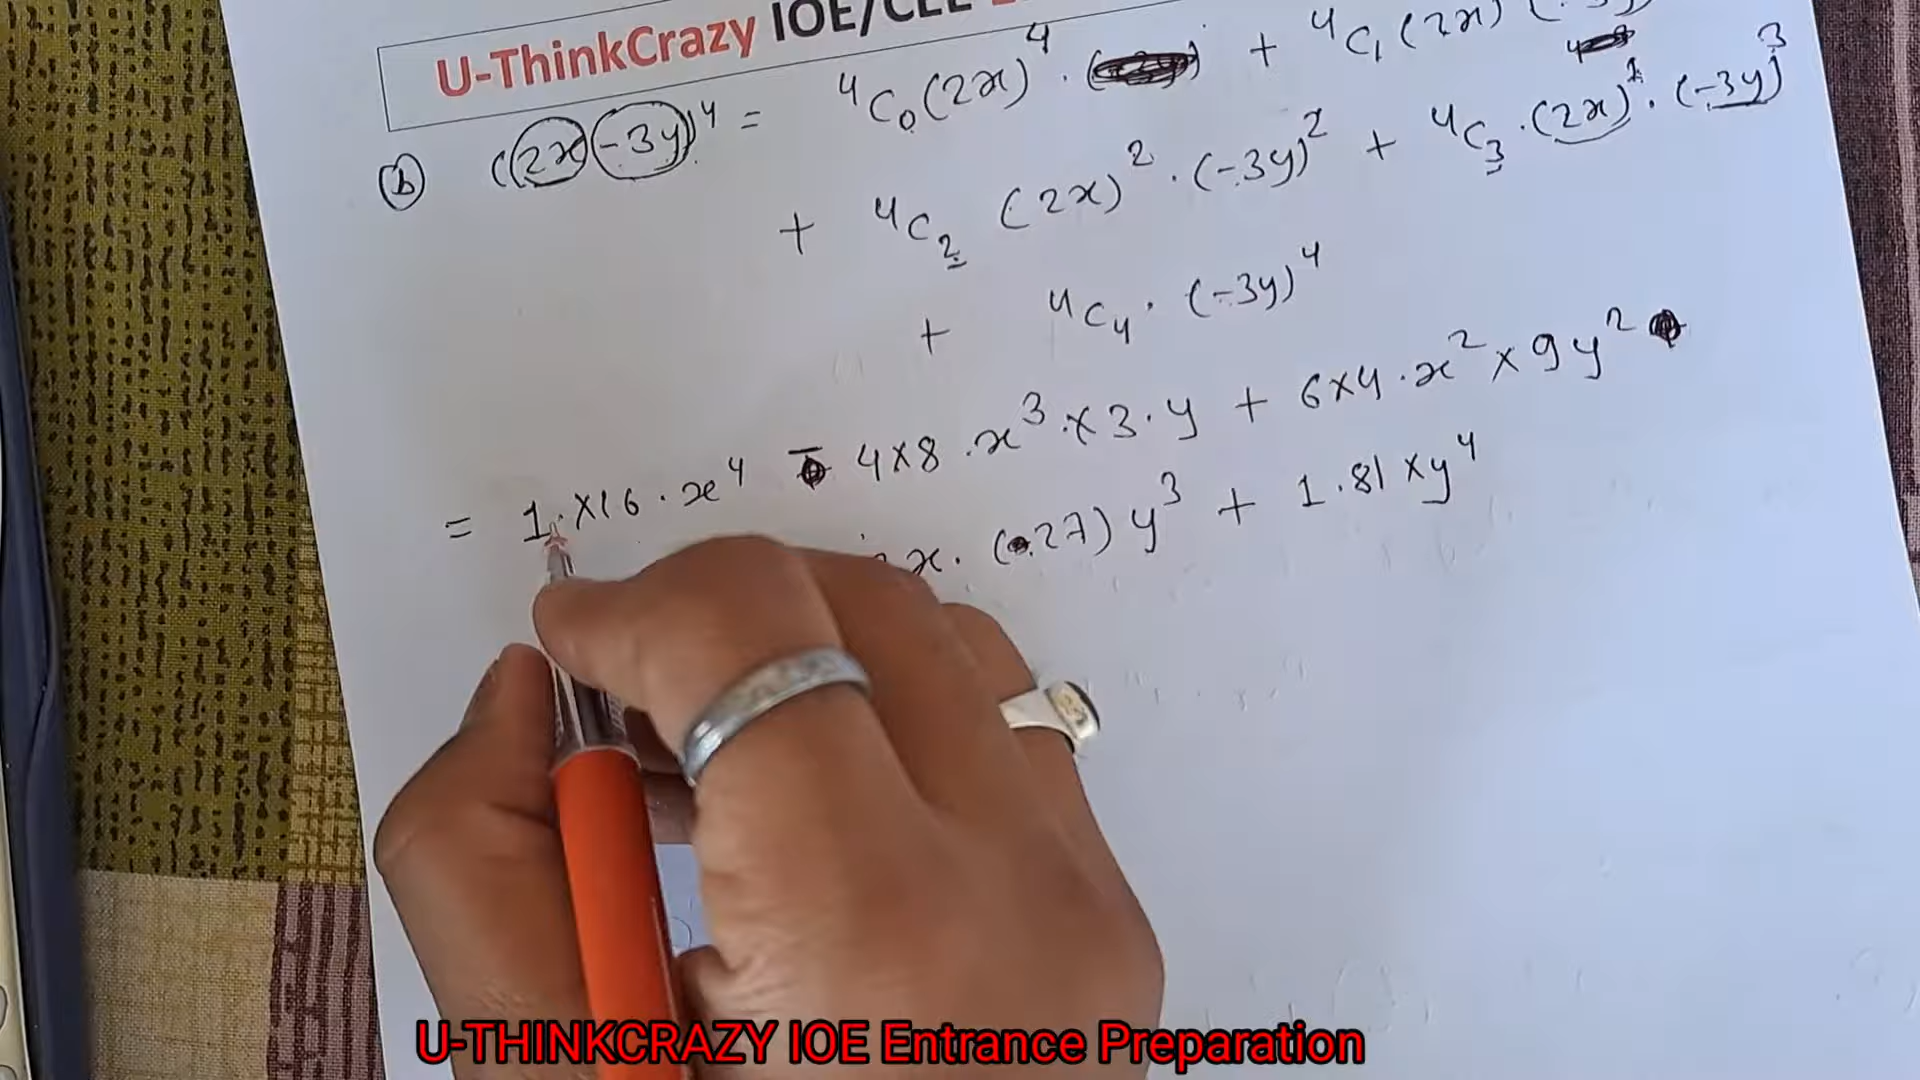 U-ThinkCrazy IOE/CEE
(b) (2x-3y)⁴ = ⁴C₀(2x)⁴ · + ⁴C₁(2x)
+ ⁴C₂ (2x)² · (-3y)² + ⁴C₃ · (2x)¹ · (-3y)³
+ ⁴C₄ · (-3y)⁴
= 1 · ×16 · x⁴ - 4×8 · x³ · ×3 · y + 6×4 · x² × 9y²
x · (27) y³ + 1 · 81 × y⁴
U-THINKCRAZY IOE Entrance Preparation